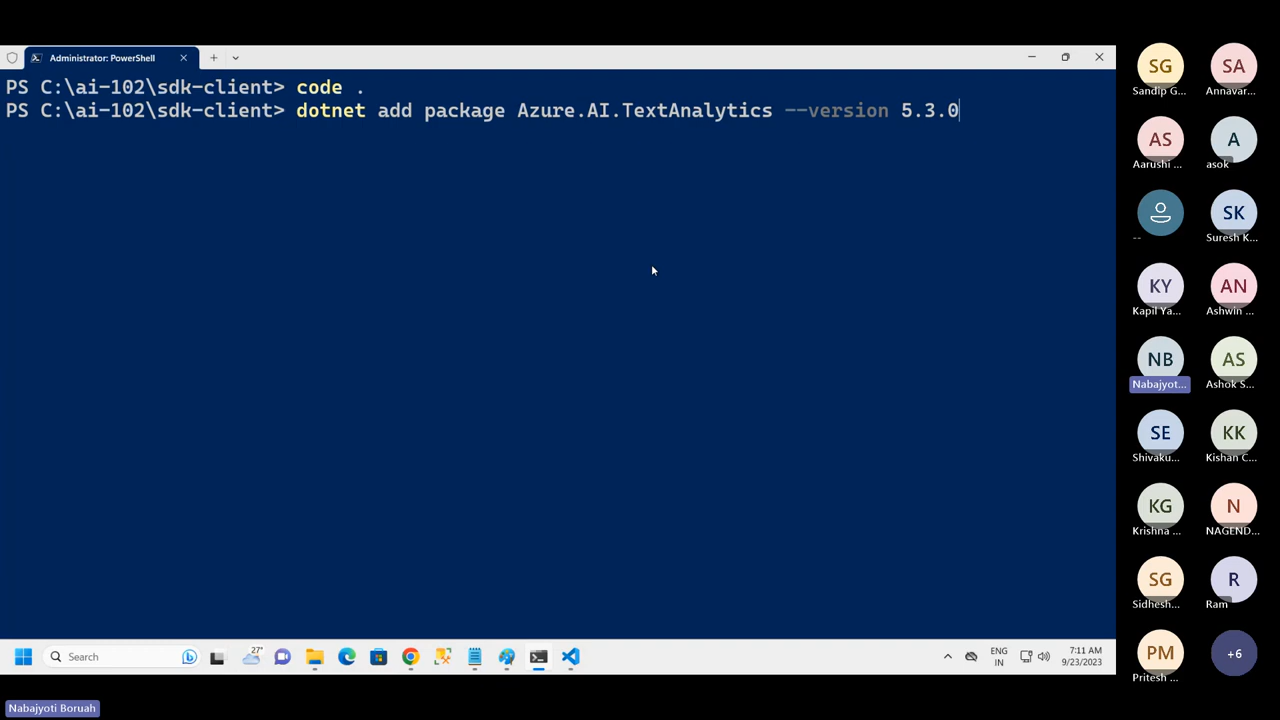 Administrator: PowerShell
PS C:\ai-102\sdk-client> code .
PS C:\ai-102\sdk-client> dotnet add package Azure.AI.TextAnalytics --version 5.3.0
SG
Sandip G...
SA
Annavar...
AS
Aarushi ...
A
asok
--
SK
Suresh K...
KY
Kapil Ya...
AN
Ashwin ...
NB
Nabajyot...
AS
Ashok S...
SE
Shivaku...
KK
Kishan C...
KG
Krishna ...
N
NAGEND...
SG
Sidhesh...
R
Ram
PM
Pritesh ...
+6
Search
27°
ENG
IN
7:11 AM
9/23/2023
Nabajyoti Boruah